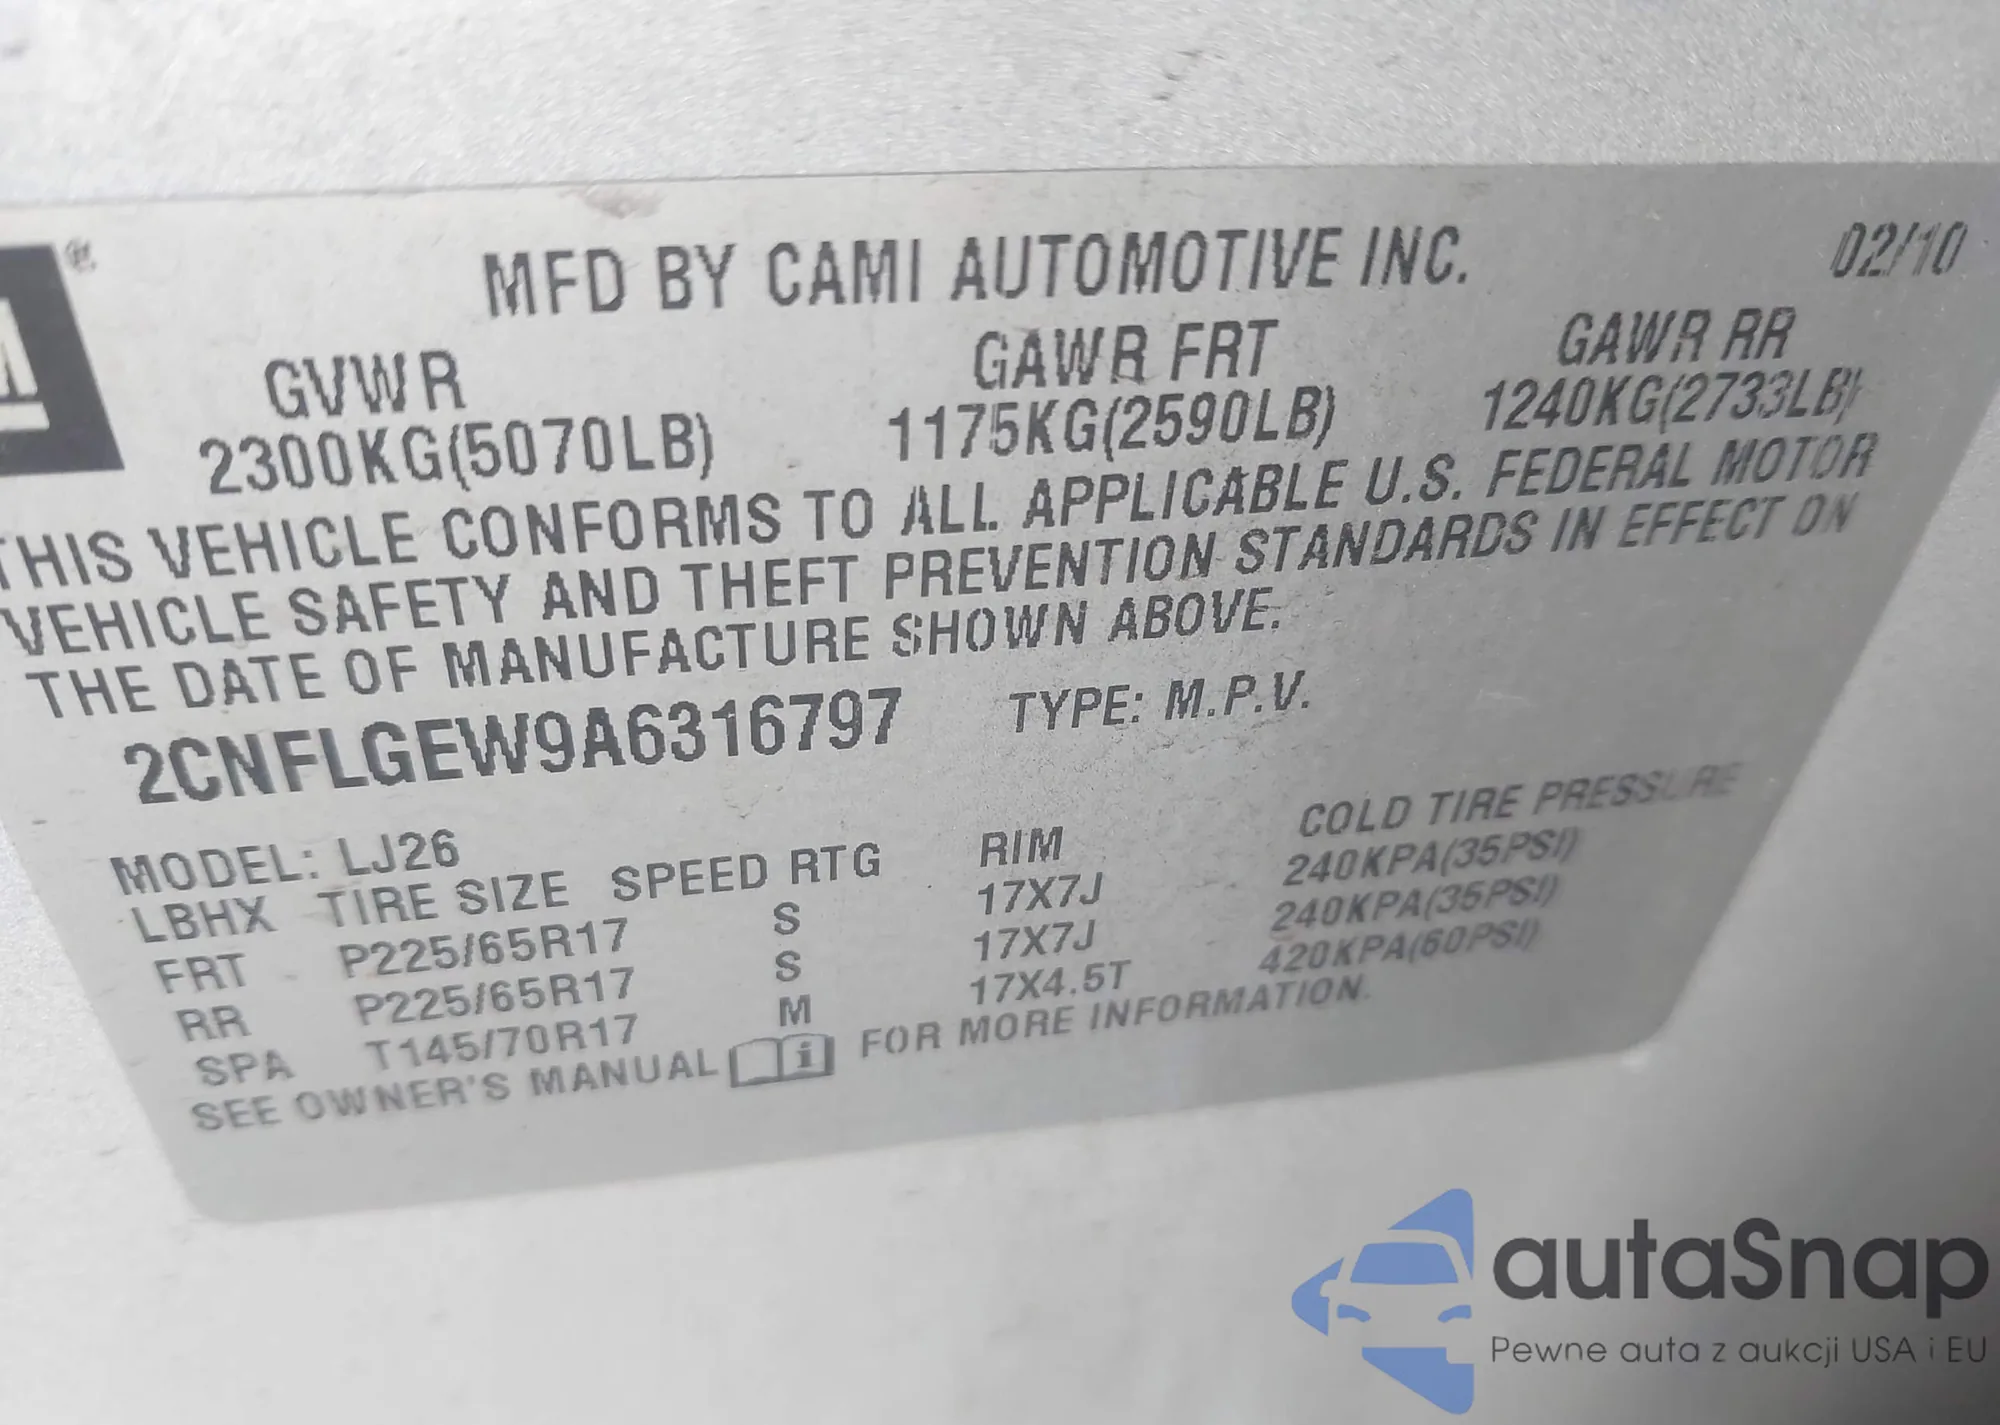 MFD BY CAMI AUTOMOTIVE INC. 02/10
GVWR GAWR FRT GAWR RR
2300KG(5070LB) 1175KG(2590LB) 1240KG(2733LB)
THIS VEHICLE CONFORMS TO ALL APPLICABLE U.S. FEDERAL MOTOR
VEHICLE SAFETY AND THEFT PREVENTION STANDARDS IN EFFECT ON
THE DATE OF MANUFACTURE SHOWN ABOVE.
2CNFLGEW9A6316797 TYPE: M.P.V.
MODEL: LJ26
LBHX TIRE SIZE SPEED RTG RIM COLD TIRE PRESSURE
FRT P225/65R17 S 17X7J 240KPA(35PSI)
RR P225/65R17 S 17X7J 240KPA(35PSI)
SPA T145/70R17 M 17X4.5T 420KPA(60PSI)
SEE OWNER'S MANUAL i FOR MORE INFORMATION.
autaSnap
Pewne auta z aukcji USA i EU